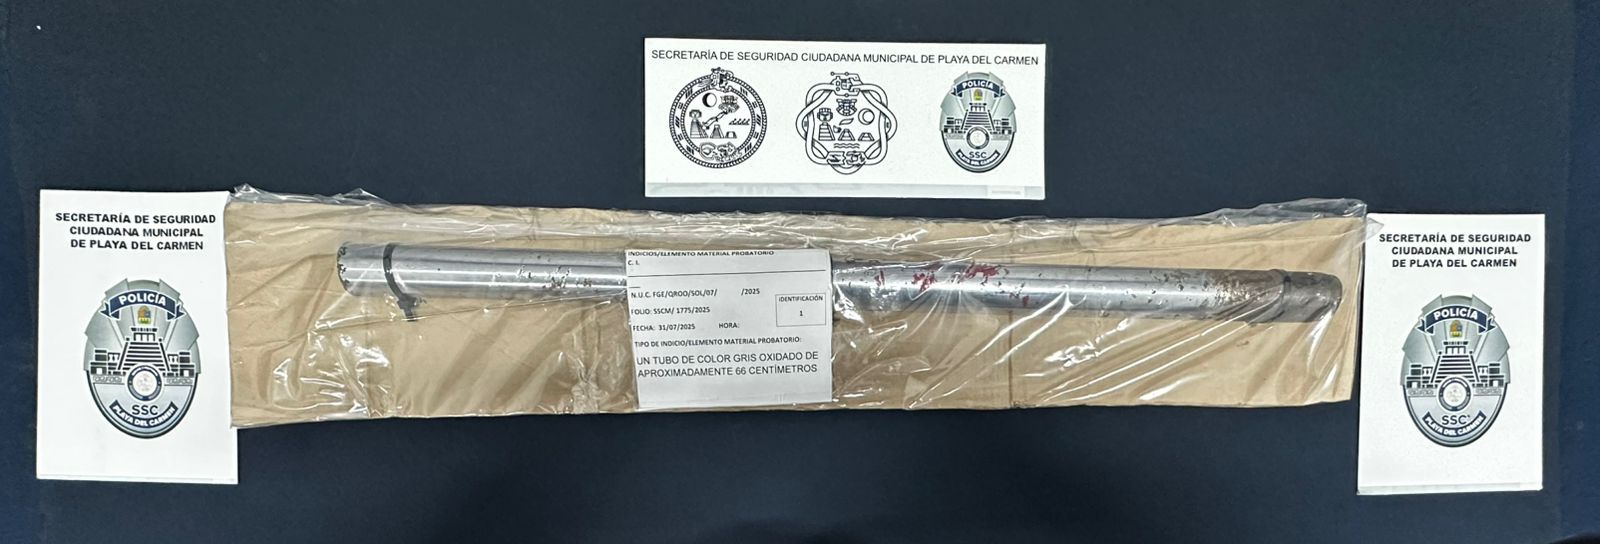 SECRETARÍA DE SEGURIDAD CIUDADANA MUNICIPAL DE PLAYA DEL CARMEN
POLICÍA
SSC
PLAYA DEL CARMEN
SECRETARÍA DE SEGURIDAD
CIUDADANA MUNICIPAL
DE PLAYA DEL CARMEN
POLICÍA
SSC
PLAYA DEL CARMEN
INDICIOS/ELEMENTO MATERIAL PROBATORIO
C. I.
N.U.C. FGE/QROO/SOL/07/ /2025
IDENTIFICACIÓN
1
FOLIO: SSCM/ 1775/2025
FECHA: 31/07/2025 HORA:
TIPO DE INDICIO/ELEMENTO MATERIAL PROBATORIO:
UN TUBO DE COLOR GRIS OXIDADO DE
APROXIMADAMENTE 66 CENTÍMETROS
SECRETARÍA DE SEGURIDAD
CIUDADANA MUNICIPAL
DE PLAYA DEL CARMEN
POLICÍA
SSC
PLAYA DEL CARMEN